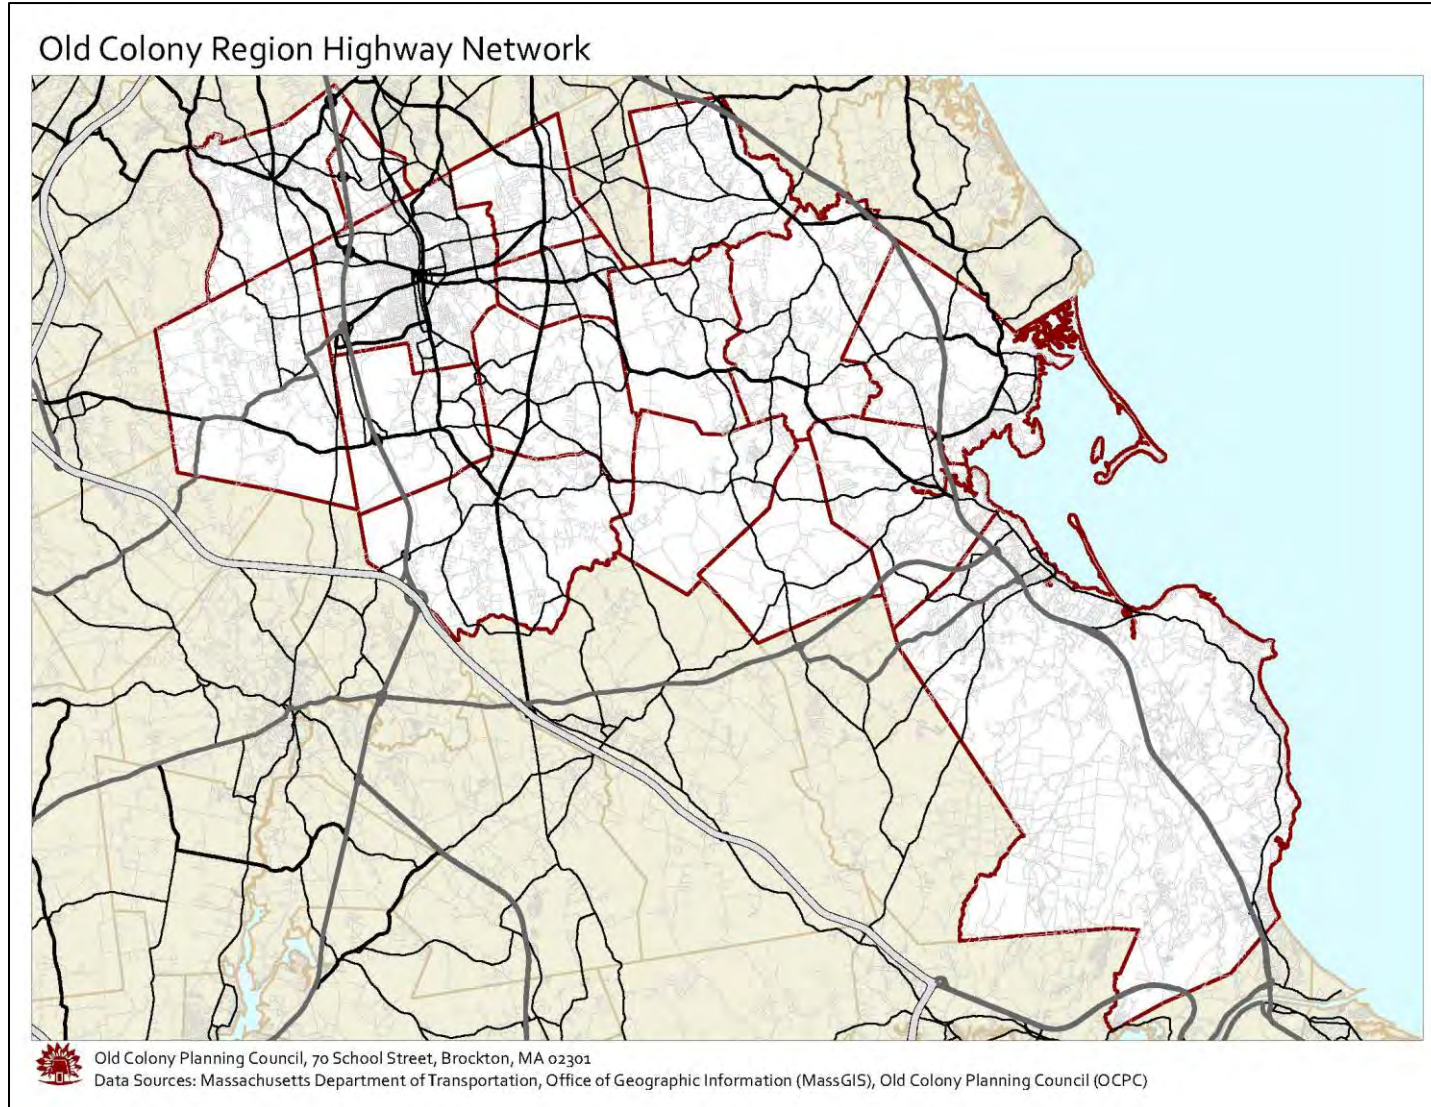 Old Colony Region Highway Network
Old Colony Planning Council, 70 School Street, Brockton, MA 02301
Data Sources: Massachusetts Department of Transportation, Office of Geographic Information (MassGIS), Old Colony Planning Council (OCPC)